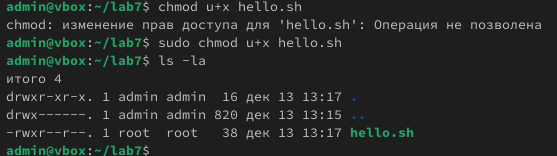 admin@vbox:~/lab7$ chmod u+x hello.sh
chmod: изменение прав доступа для 'hello.sh': Операция не позволена
admin@vbox:~/lab7$ sudo chmod u+x hello.sh
admin@vbox:~/lab7$ ls -la
итого 4
drwxr-xr-x. 1 admin admin  16 дек 13 13:17 .
drwx------. 1 admin admin 820 дек 13 13:15 ..
-rwxr--r--. 1 root  root   38 дек 13 13:17 hello.sh
admin@vbox:~/lab7$